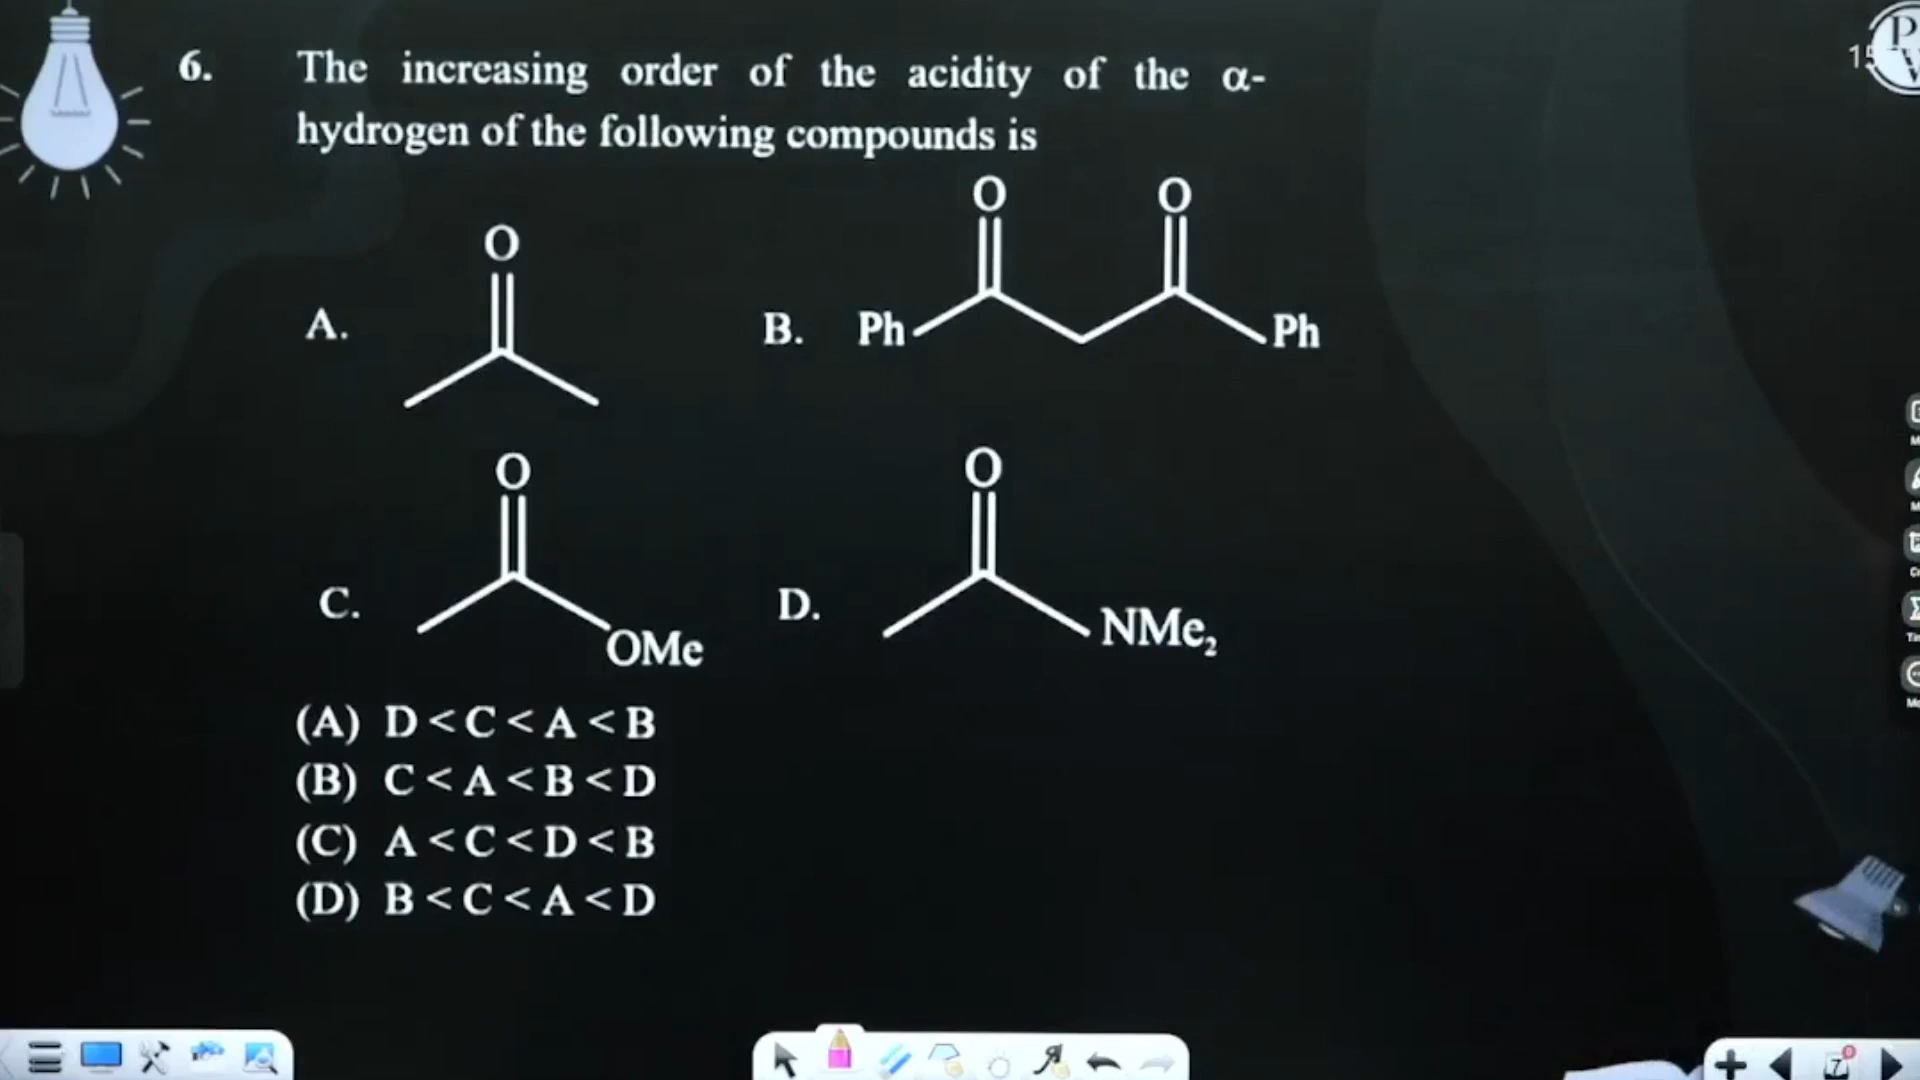 6. The increasing order of the acidity of the α-
hydrogen of the following compounds is
A.
O
B.
Ph
O
O
Ph
C.
O
OMe
D.
O
NMe₂
(A) D < C < A < B
(B) C < A < B < D
(C) A < C < D < B
(D) B < C < A < D